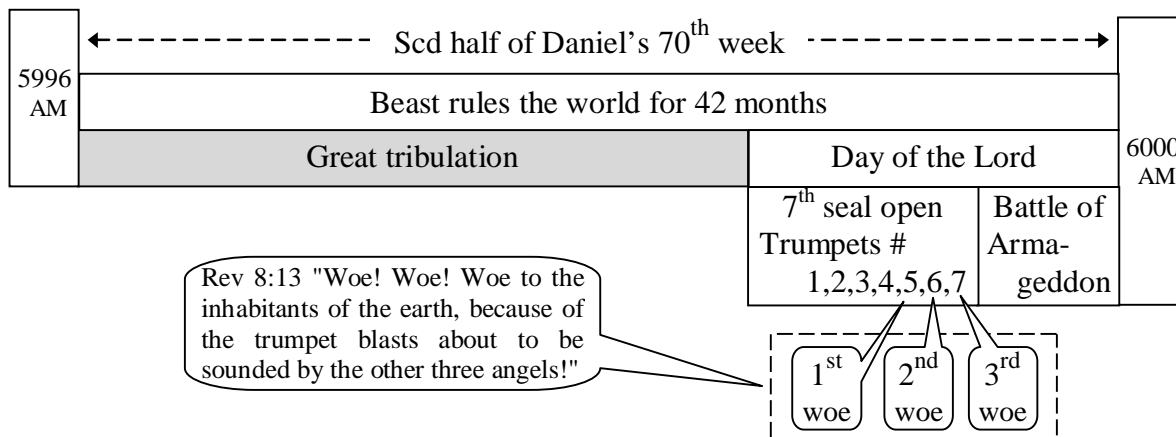 Scd half of Daniel's 70th week
5996
AM
Beast rules the world for 42 months
Great tribulation
Day of the Lord
6000
AM
7th seal open
Trumpets #
1,2,3,4,5,6,7
Battle of
Arma-
geddon
Rev 8:13 "Woe! Woe! Woe to the
inhabitants of the earth, because of
the trumpet blasts about to be
sounded by the other three angels!"
1st
woe
2nd
woe
3rd
woe